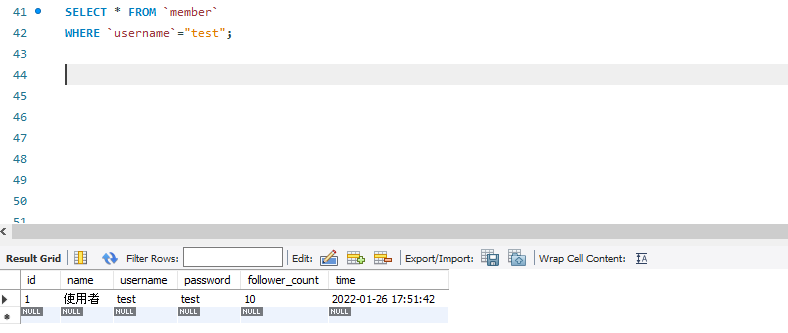 41 SELECT * FROM `member`
42 WHERE `username`="test";
43
44
45
46
47
48
49
50
51
Result Grid Filter Rows: Edit: Export/Import: Wrap Cell Content: IA
id name username password follower_count time
1 使用者 test test 10 2022-01-26 17:51:42
NULL NULL NULL NULL NULL NULL